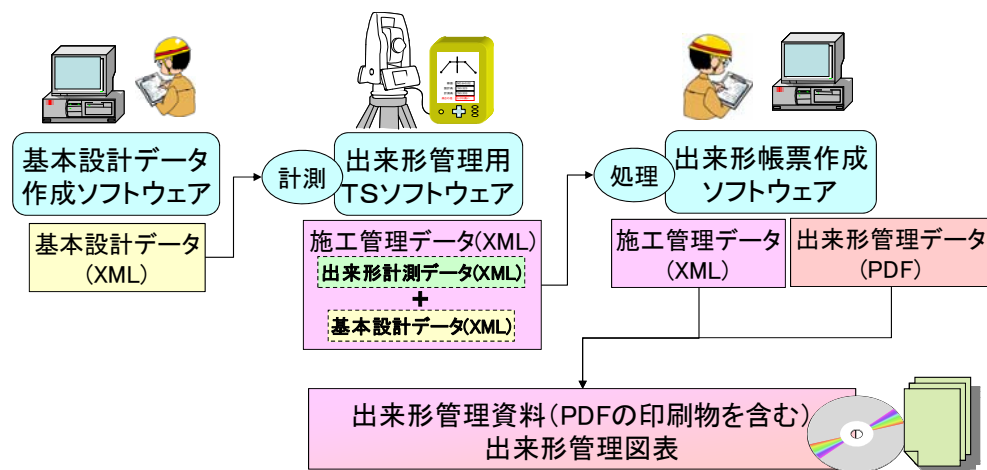 基本設計データ
作成ソフトウェア
計測
出来形管理用
TSソフトウェア
処理
出来形帳票作成
ソフトウェア
基本設計データ
(XML)
施工管理データ(XML)
出来形計測データ(XML)
+
基本設計データ(XML)
施工管理データ
(XML)
出来形管理データ
(PDF)
出来形管理資料(PDFの印刷物を含む)
出来形管理図表